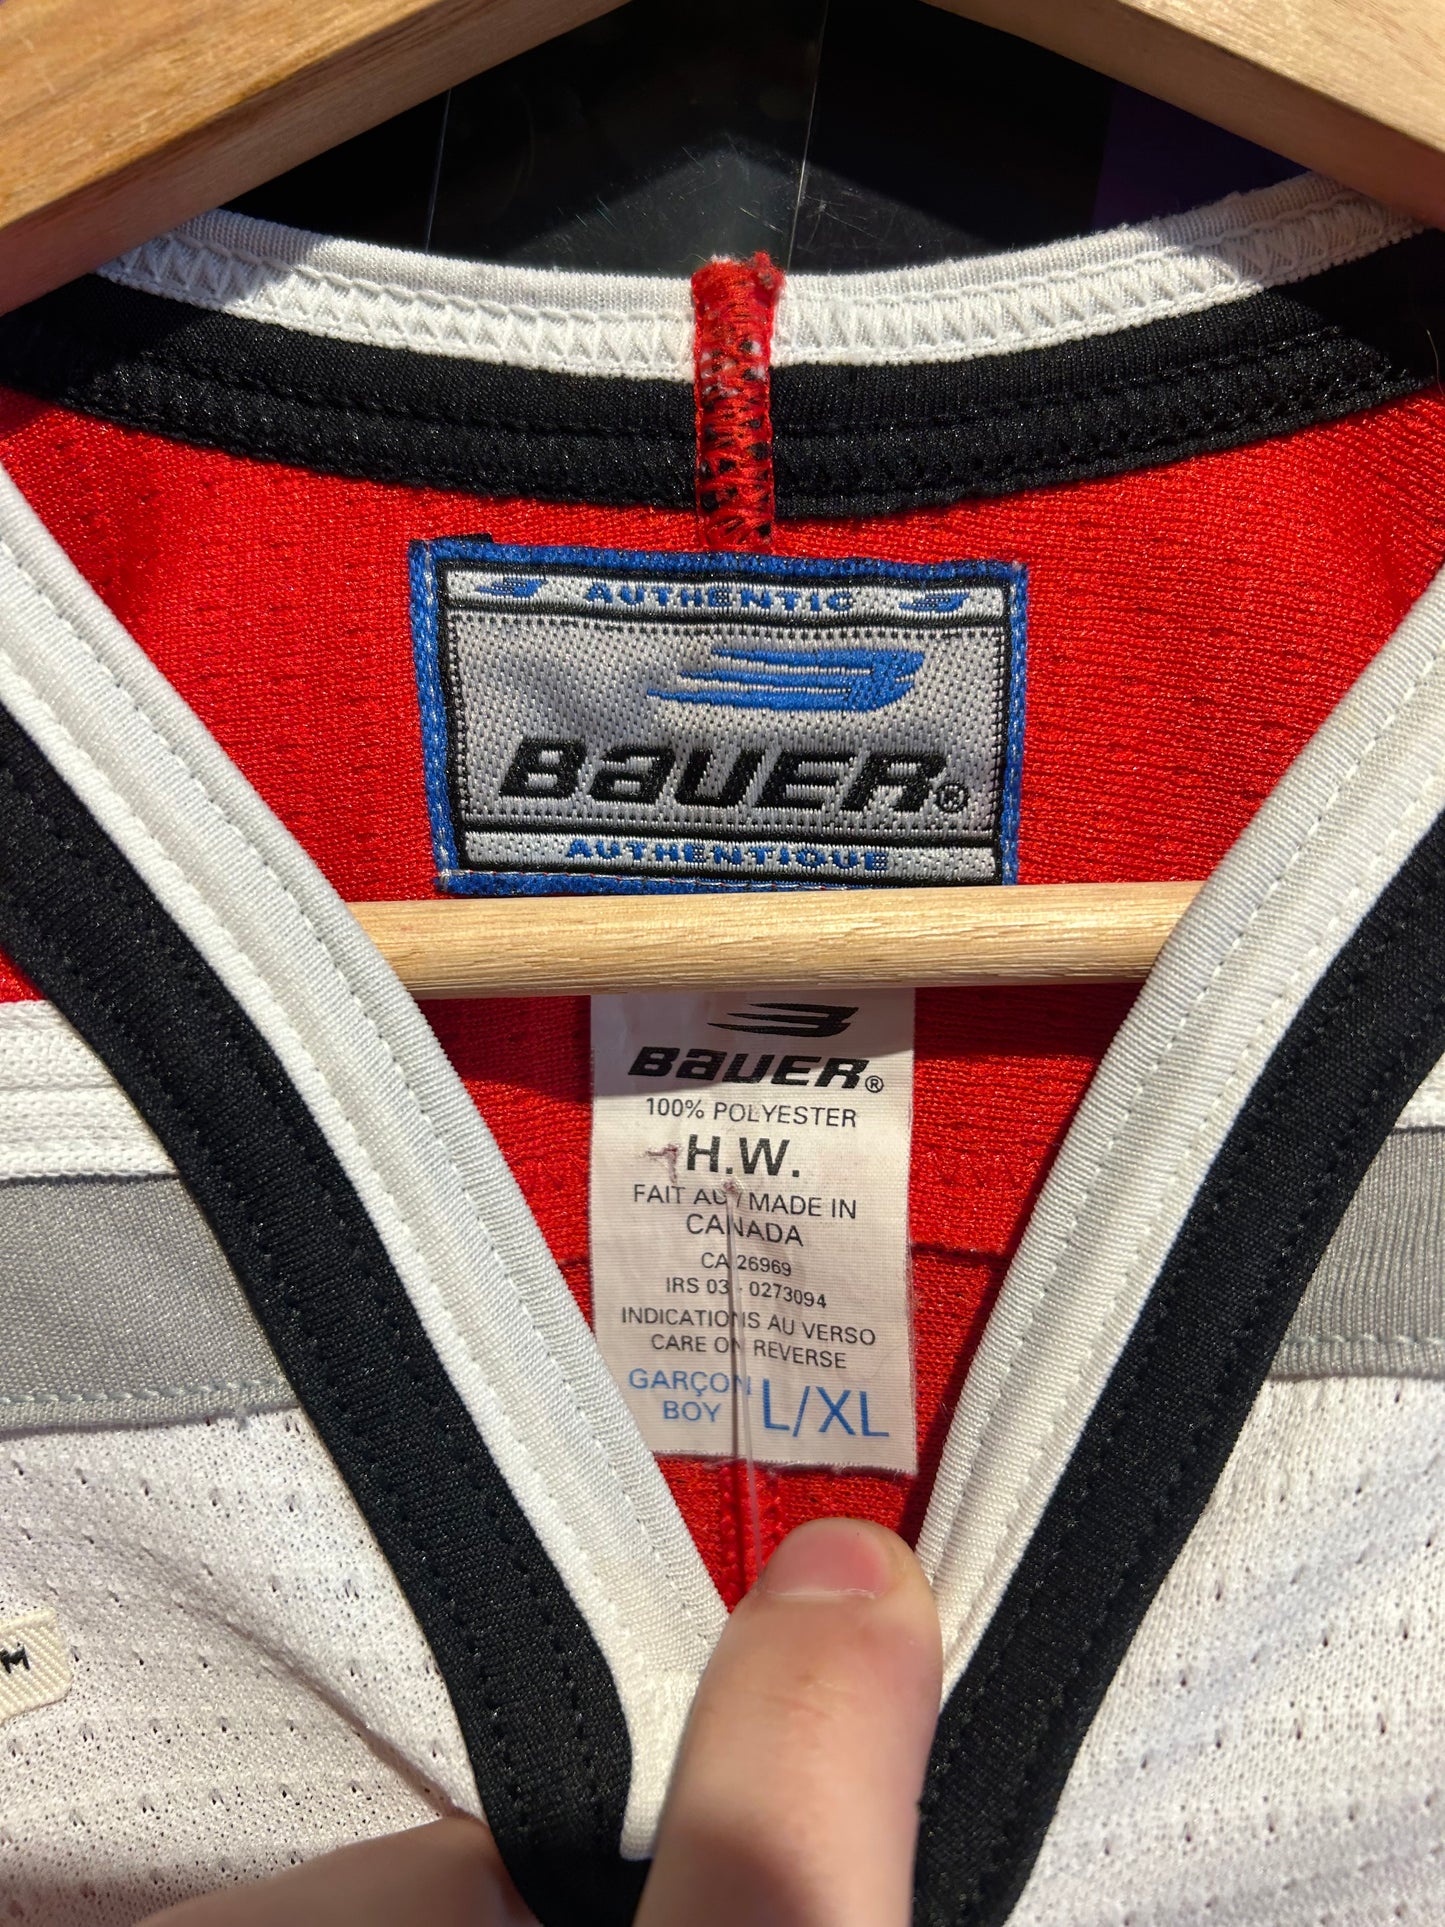 AUTHENTIC
BAUER®
AUTHENTIQUE
BAUER®
100% POLYESTER
H.W.
FAIT AU / MADE IN
CANADA
CA 26969
IRS 03 - 0273094
INDICATIONS AU VERSO
CARE ON REVERSE
GARÇON
BOY L/XL
M